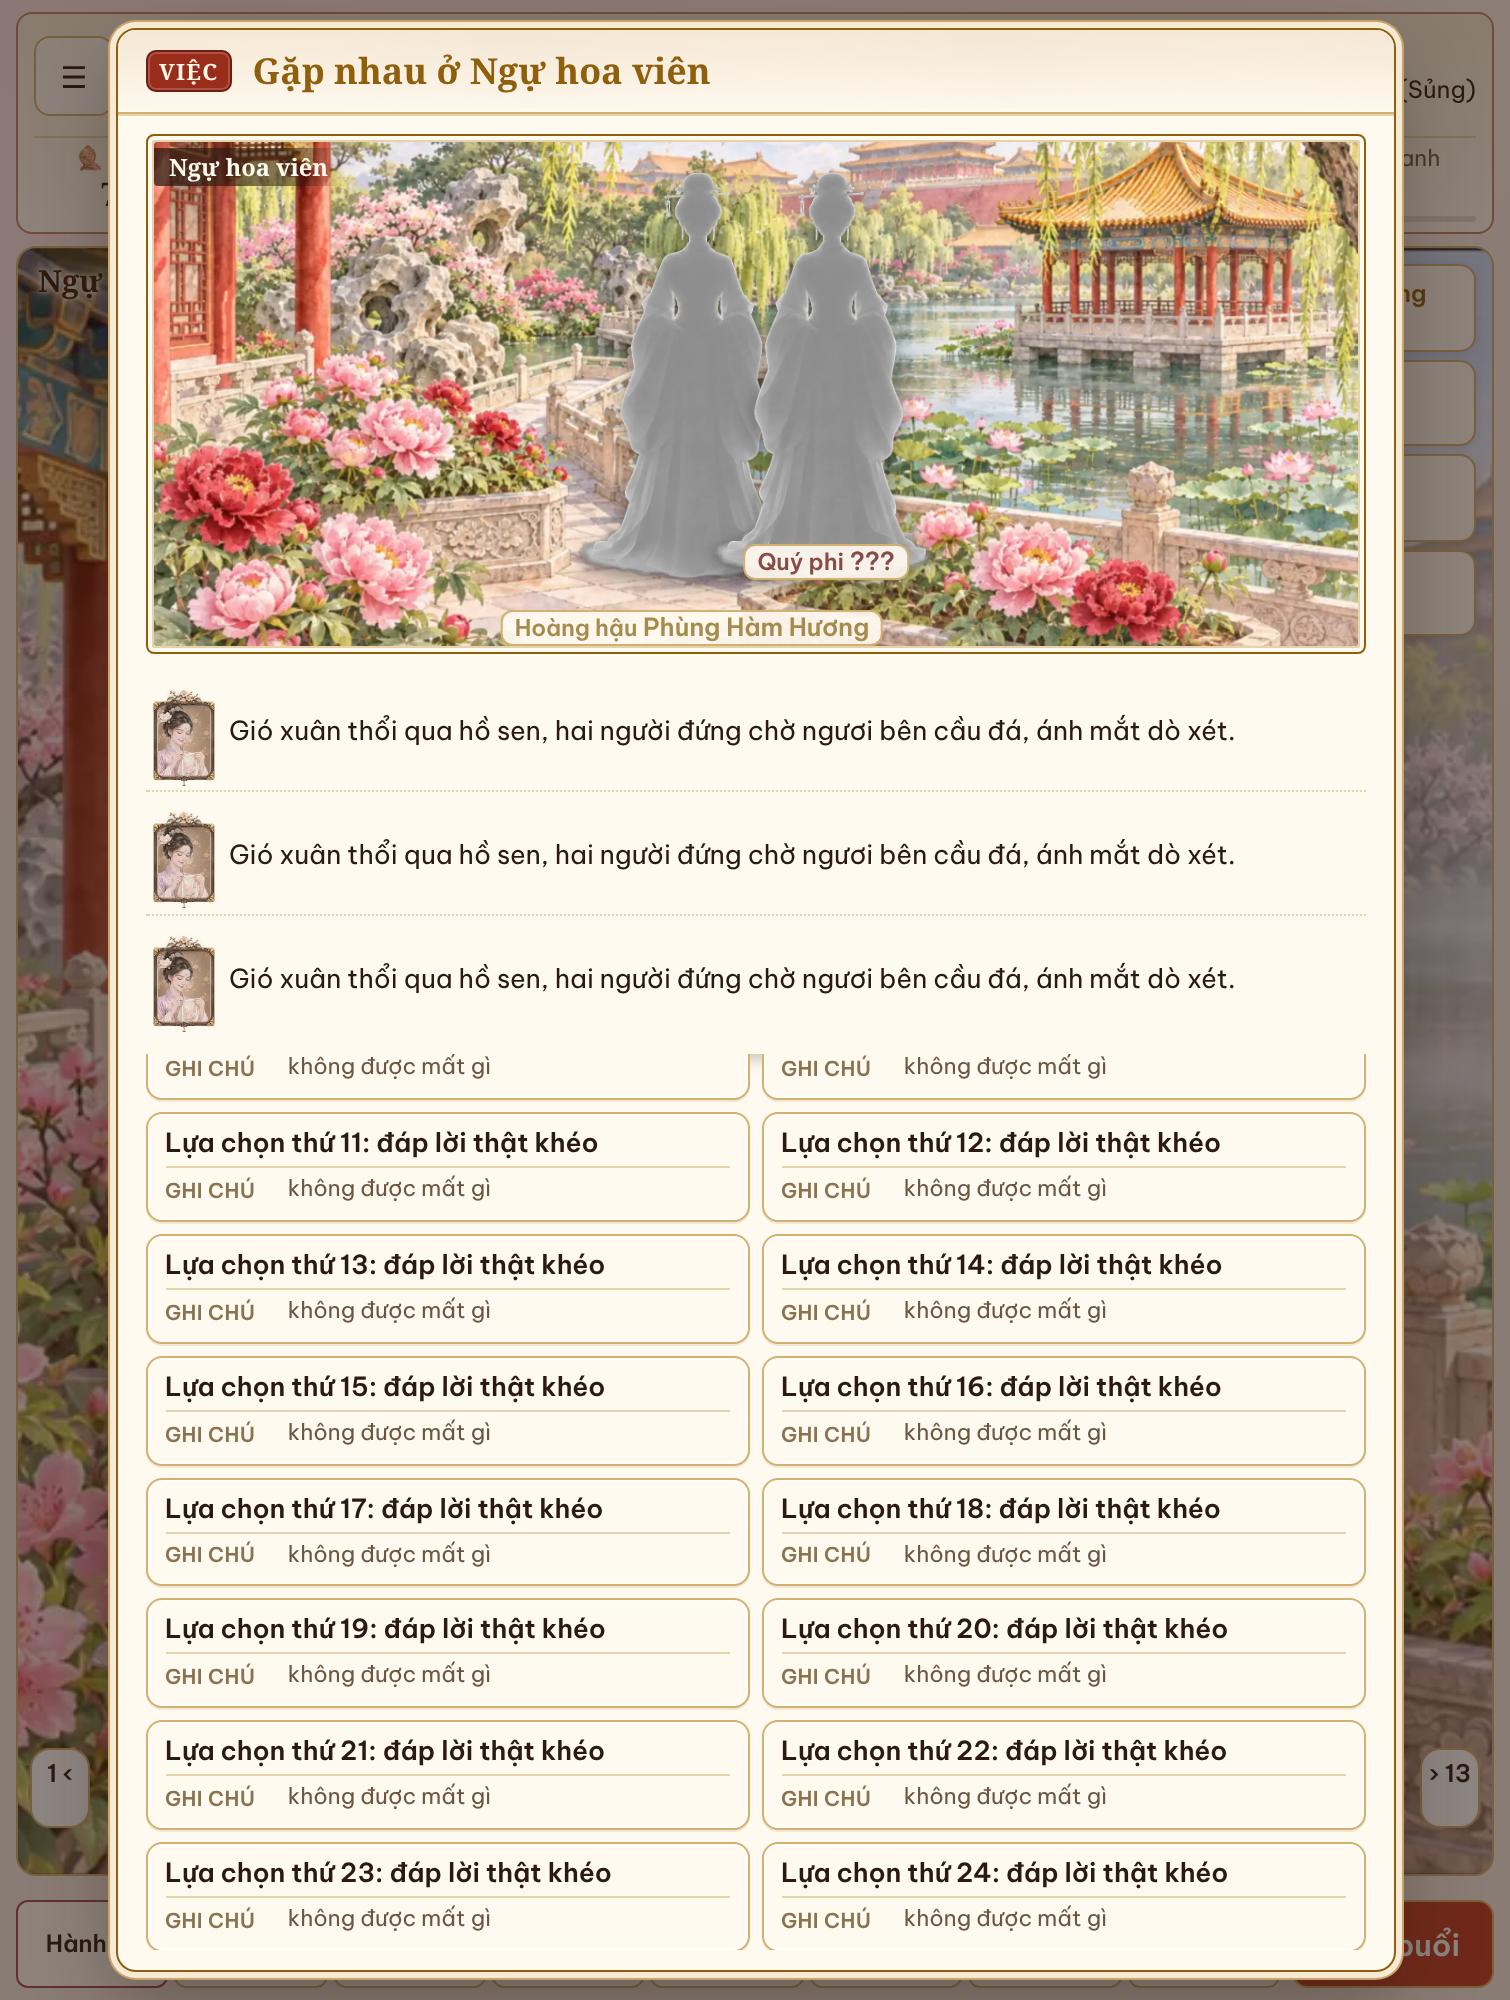 ☰
VIỆC
Gặp nhau ở Ngự hoa viên
(Sủng)
Ngự hoa viên
Ngự
Quý phi ???
Hoàng hậu Phùng Hàm Hương
Gió xuân thổi qua hồ sen, hai người đứng chờ ngươi bên cầu đá, ánh mắt dò xét.
Gió xuân thổi qua hồ sen, hai người đứng chờ ngươi bên cầu đá, ánh mắt dò xét.
Gió xuân thổi qua hồ sen, hai người đứng chờ ngươi bên cầu đá, ánh mắt dò xét.
GHI CHÚ không được mất gì
GHI CHÚ không được mất gì
Lựa chọn thứ 11: đáp lời thật khéo
GHI CHÚ không được mất gì
Lựa chọn thứ 12: đáp lời thật khéo
GHI CHÚ không được mất gì
Lựa chọn thứ 13: đáp lời thật khéo
GHI CHÚ không được mất gì
Lựa chọn thứ 14: đáp lời thật khéo
GHI CHÚ không được mất gì
Lựa chọn thứ 15: đáp lời thật khéo
GHI CHÚ không được mất gì
Lựa chọn thứ 16: đáp lời thật khéo
GHI CHÚ không được mất gì
Lựa chọn thứ 17: đáp lời thật khéo
GHI CHÚ không được mất gì
Lựa chọn thứ 18: đáp lời thật khéo
GHI CHÚ không được mất gì
Lựa chọn thứ 19: đáp lời thật khéo
GHI CHÚ không được mất gì
Lựa chọn thứ 20: đáp lời thật khéo
GHI CHÚ không được mất gì
Lựa chọn thứ 21: đáp lời thật khéo
GHI CHÚ không được mất gì
Lựa chọn thứ 22: đáp lời thật khéo
GHI CHÚ không được mất gì
Lựa chọn thứ 23: đáp lời thật khéo
GHI CHÚ không được mất gì
Lựa chọn thứ 24: đáp lời thật khéo
GHI CHÚ không được mất gì
1 ‹
› 13
Hành
buổi